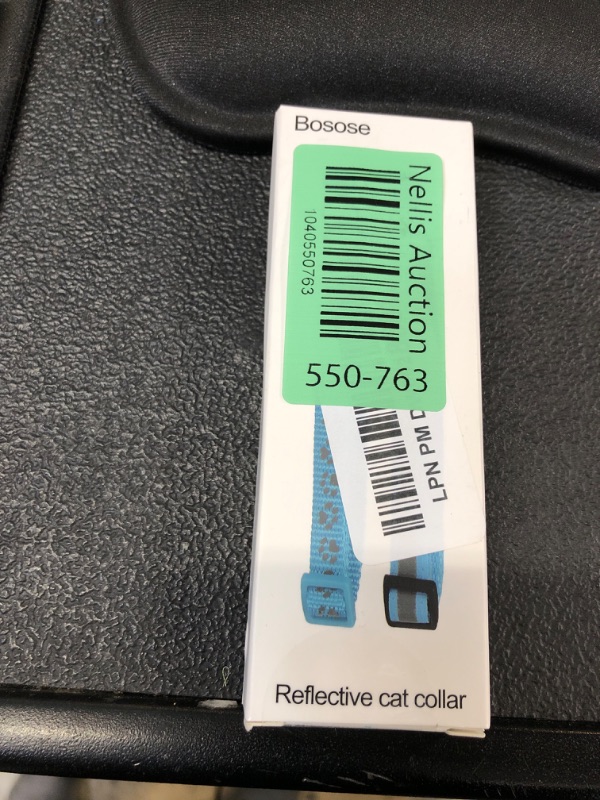 Bosose
Nellis Auction
1040550763
550-763
LPN PM
Reflective cat collar